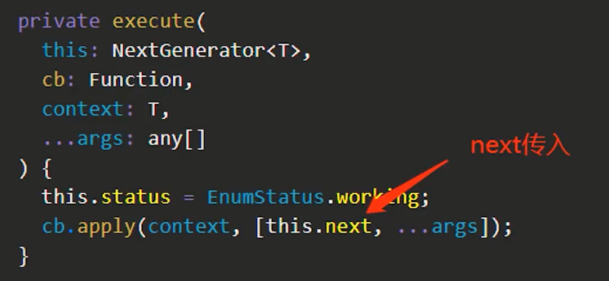 private execute(
this: NextGenerator<T>,
cb: Function,
context: T,
...args: any[]
) {
next传入
this.status = EnumStatus.working;
cb.apply(context, [this.next, ...args]);
}